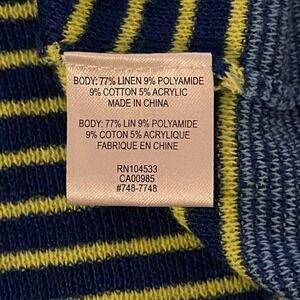 BODY: 77% LINEN 9% POLYAMIDE
9% COTTON 5% ACRYLIC
MADE IN CHINA
BODY: 77% LIN 9% POLYAMIDE
9% COTON 5% ACRYLIQUE
FABRIQUE EN CHINE
RN104533
CA00985
#748-7748